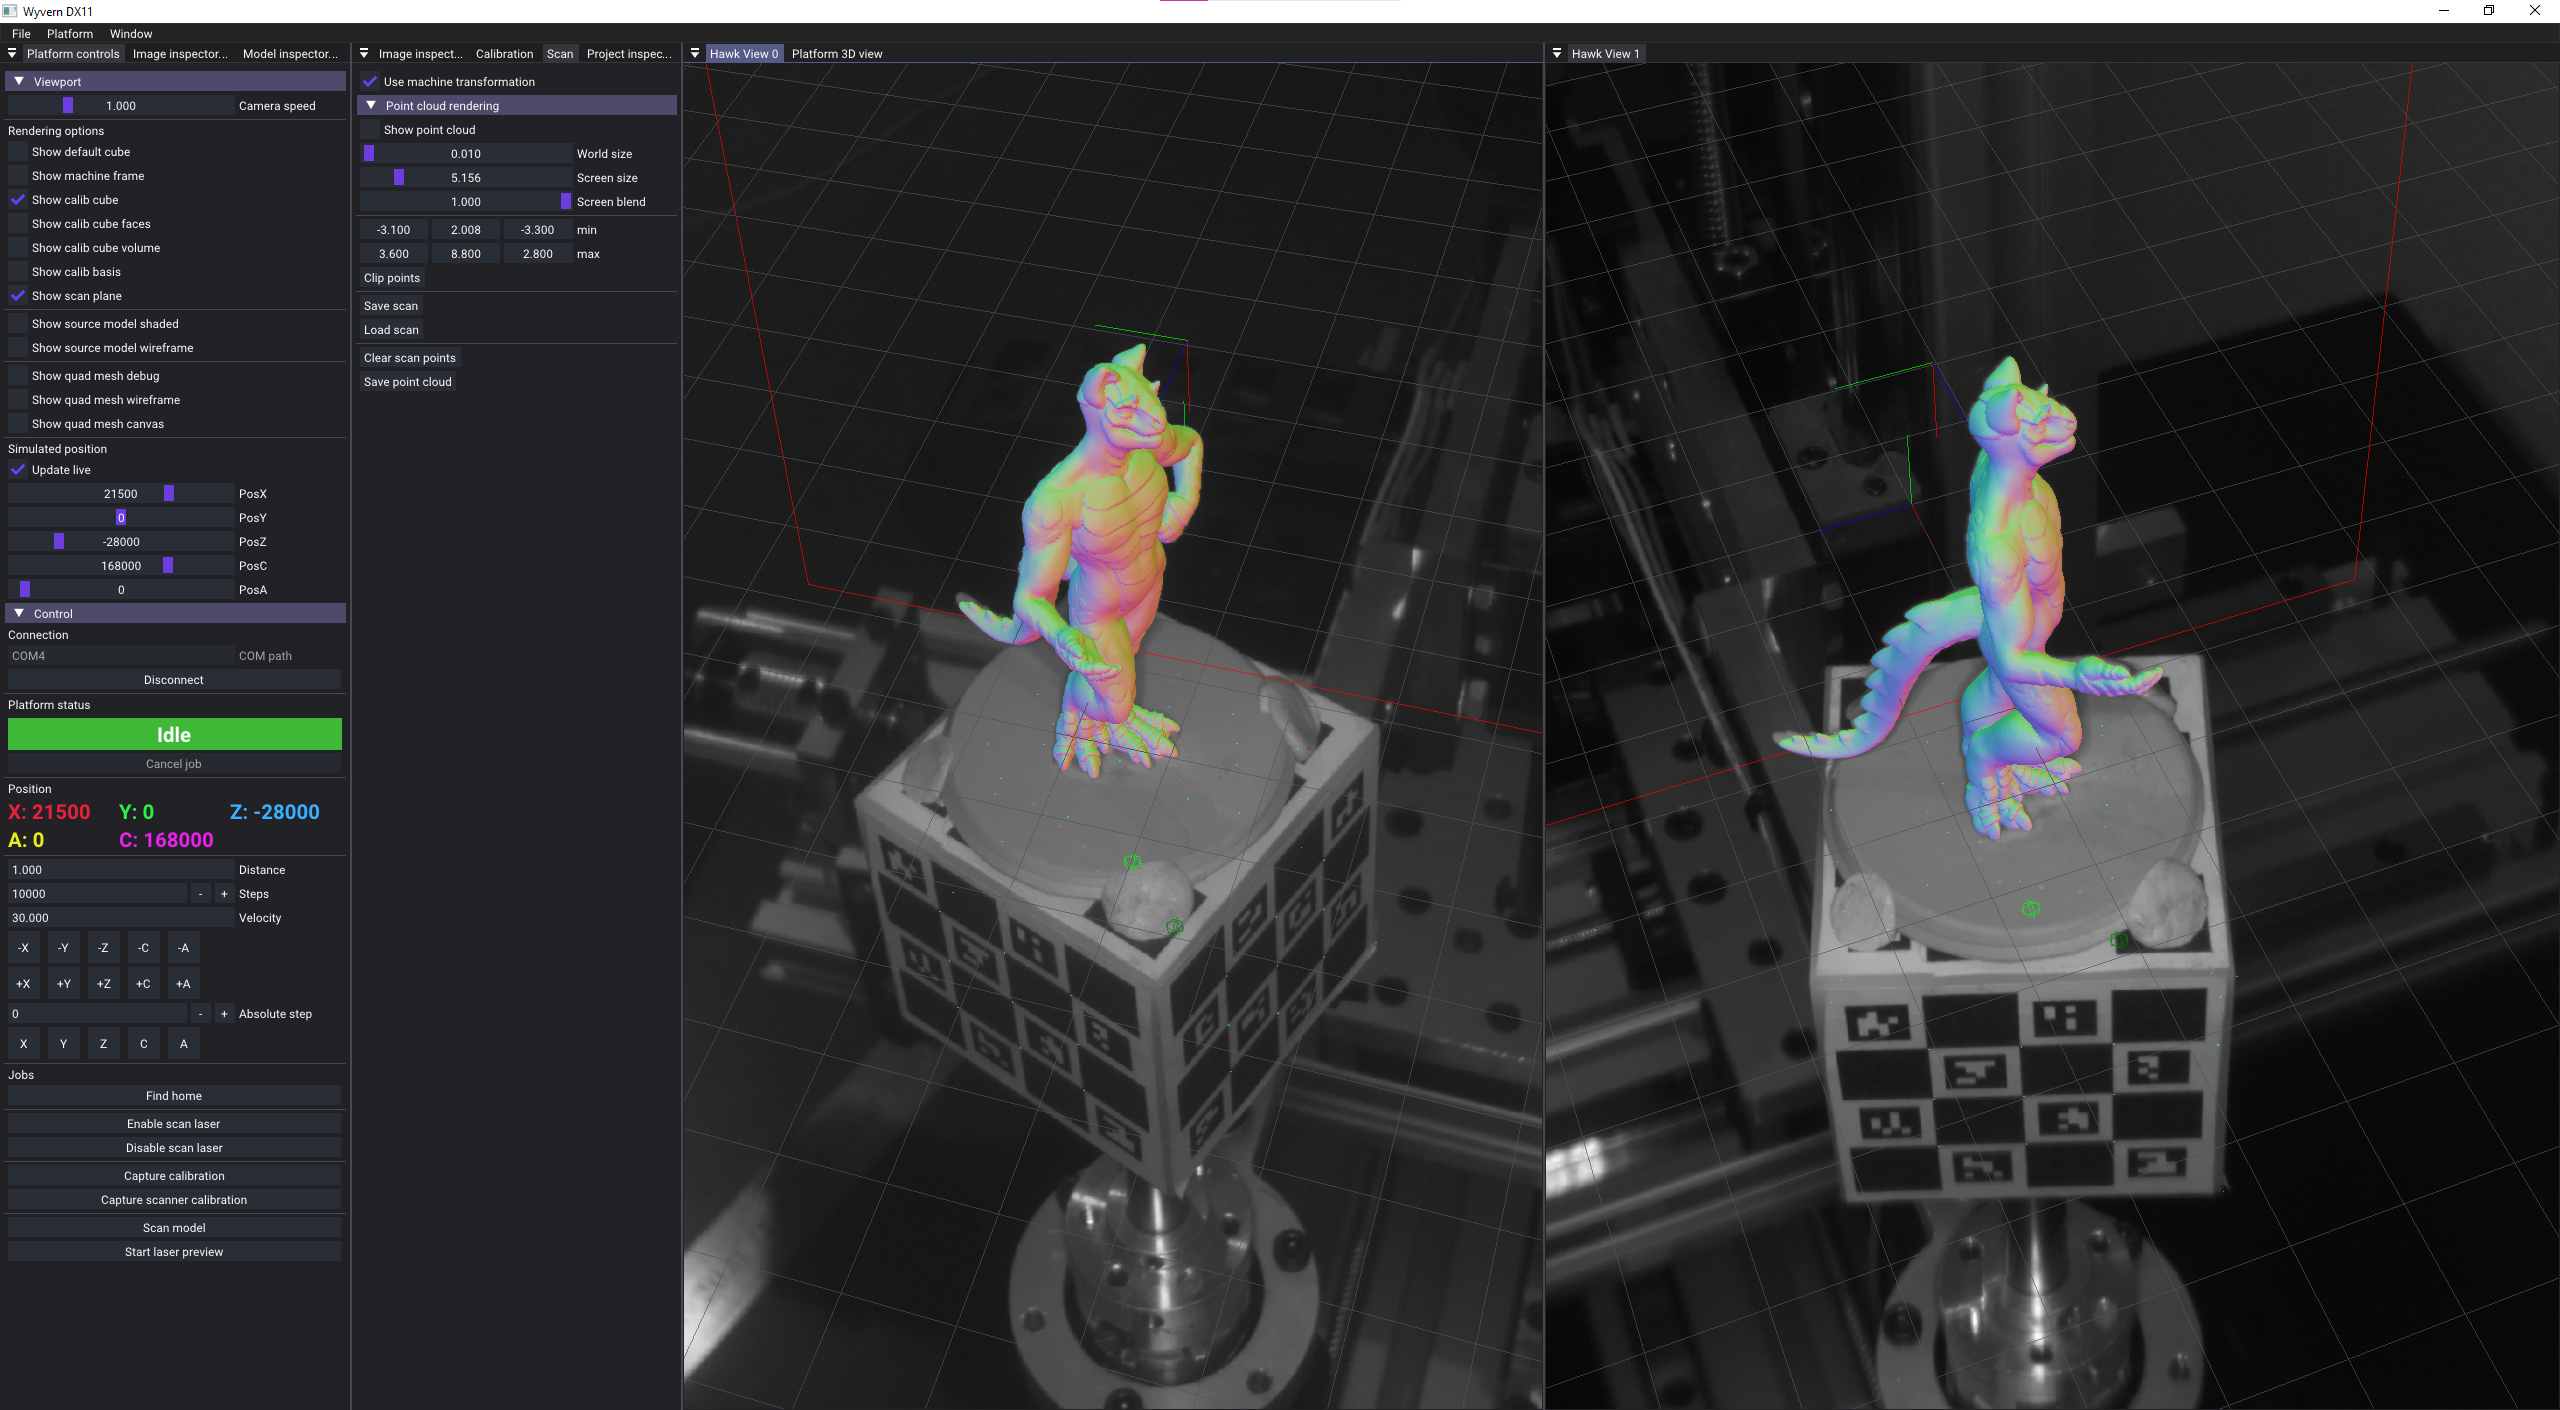 Wyvern DX11
File Platform Window
Platform controls Image inspector... Model inspector...
Viewport
1.000 Camera speed
Rendering options
Show default cube
Show machine frame
Show calib cube
Show calib cube faces
Show calib cube volume
Show calib basis
Show scan plane
Show source model shaded
Show source model wireframe
Show quad mesh debug
Show quad mesh wireframe
Show quad mesh canvas
Simulated position
Update live
21500 PosX
0 PosY
-28000 PosZ
168000 PosC
0 PosA
Control
Connection
COM4 COM path
Disconnect
Platform status
Idle
Cancel job
Position
X: 21500 Y: 0 Z: -28000
A: 0 C: 168000
1.000 Distance
10000 - + Steps
30.000 Velocity
-X -Y -Z -C -A
+X +Y +Z +C +A
0 - + Absolute step
X Y Z C A
Jobs
Find home
Enable scan laser
Disable scan laser
Capture calibration
Capture scanner calibration
Scan model
Start laser preview
Image inspect... Calibration Scan Project inspec...
Use machine transformation
Point cloud rendering
Show point cloud
0.010 World size
5.156 Screen size
1.000 Screen blend
-3.100 2.008 -3.300 min
3.600 8.800 2.800 max
Clip points
Save scan
Load scan
Clear scan points
Save point cloud
Hawk View 0 Platform 3D view
Hawk View 1